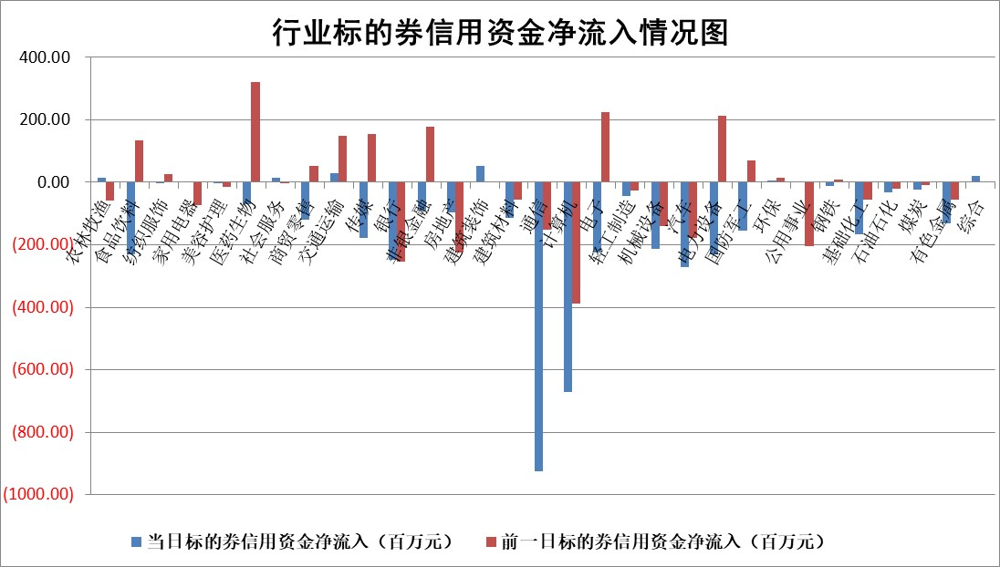 行业标的券信用资金净流入情况图
400.00
200.00
0.00
(200.00)
(400.00)
(600.00)
(800.00)
(1000.00)
农林牧渔
食品饮料
纺织服饰
家用电器
美容护理
医药生物
社会服务
商贸零售
交通运输
传媒
银行
非银金融
房地产
建筑装饰
建筑材料
通信
计算机
电子
轻工制造
机械设备
汽车
电力设备
国防军工
环保
公用事业
钢铁
基础化工
石油石化
煤炭
有色金属
综合
当日标的券信用资金净流入（百万元） 前一日标的券信用资金净流入（百万元）